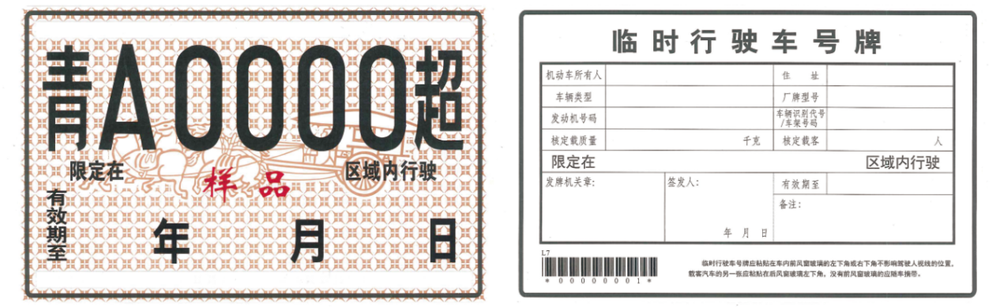 青A0000超
限定在 样品 区域内行驶
有效期至
年 月 日
临时行驶车号牌
机动车所有人 住 址
车辆类型 厂牌型号
发动机号码 车辆识别代号/车架号码
核定载质量 千克 核定载客 人
限定在 区域内行驶
发牌机关章: 签发人: 有效期至
备注:
年 月 日
L7
*00000001*
临时行驶车号牌应粘贴在车内前风窗玻璃的左下角或右下角不影响驾驶人视线的位置,
载客汽车的另一张应粘贴在后风窗玻璃左下角。没有前风窗玻璃的应随车携带。